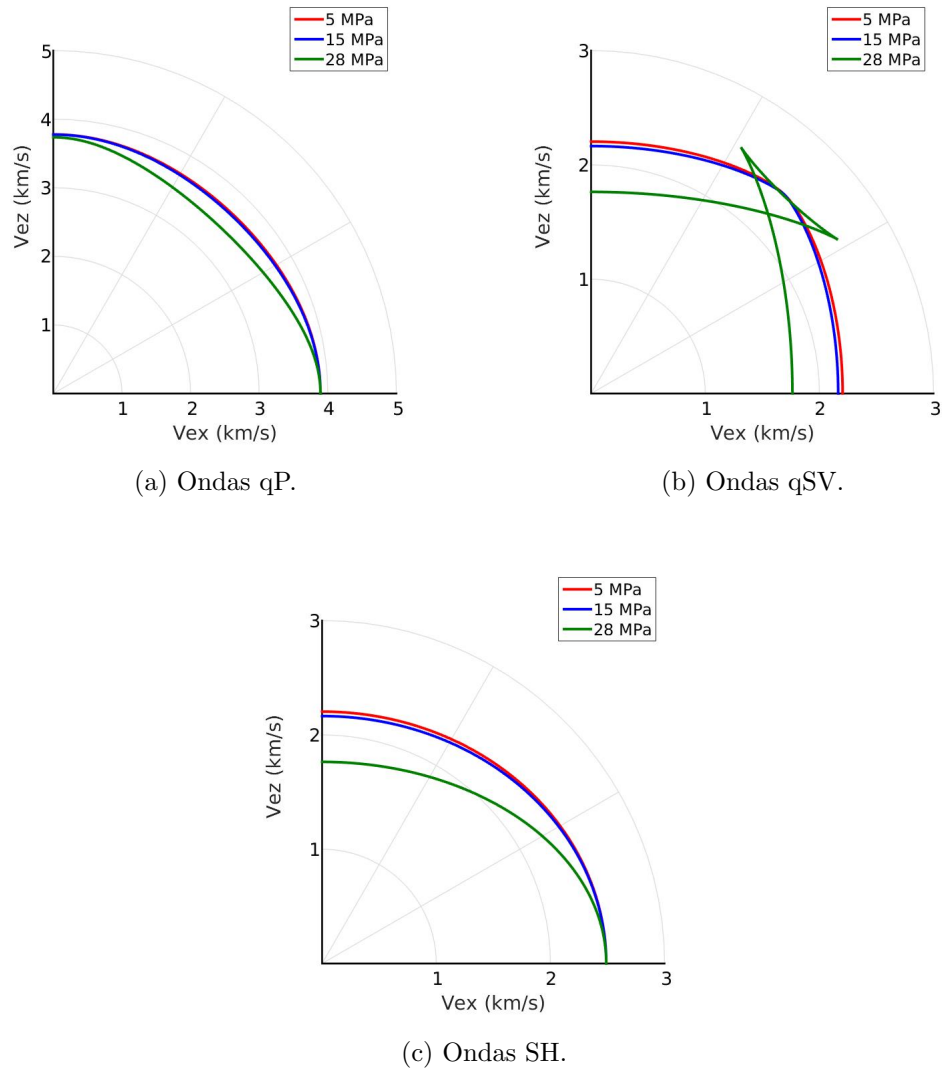 5 MPa
15 MPa
28 MPa
5
4
3
2
1
Vez (km/s)
1 2 3 4 5
Vex (km/s)
(a) Ondas qP.
5 MPa
15 MPa
28 MPa
3
2
1
Vez (km/s)
1 2 3
Vex (km/s)
(b) Ondas qSV.
5 MPa
15 MPa
28 MPa
3
2
1
Vez (km/s)
1 2 3
Vex (km/s)
(c) Ondas SH.